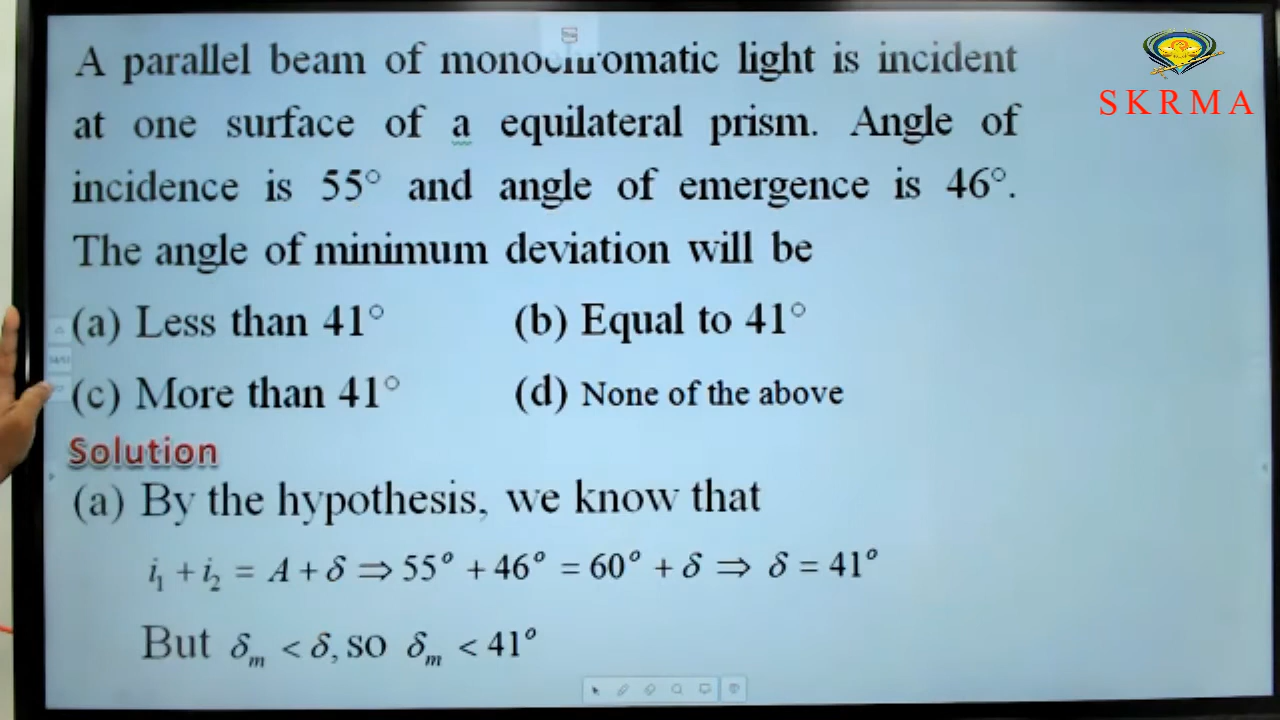 A parallel beam of monochromatic light is incident
at one surface of a equilateral prism. Angle of
incidence is 55° and angle of emergence is 46°.
The angle of minimum deviation will be
(a) Less than 41° (b) Equal to 41°
(c) More than 41° (d) None of the above
Solution
(a) By the hypothesis, we know that
i₁ + i₂ = A + δ ⇒ 55° + 46° = 60° + δ ⇒ δ = 41°
But δₘ < δ, so δₘ < 41°
SKRMA